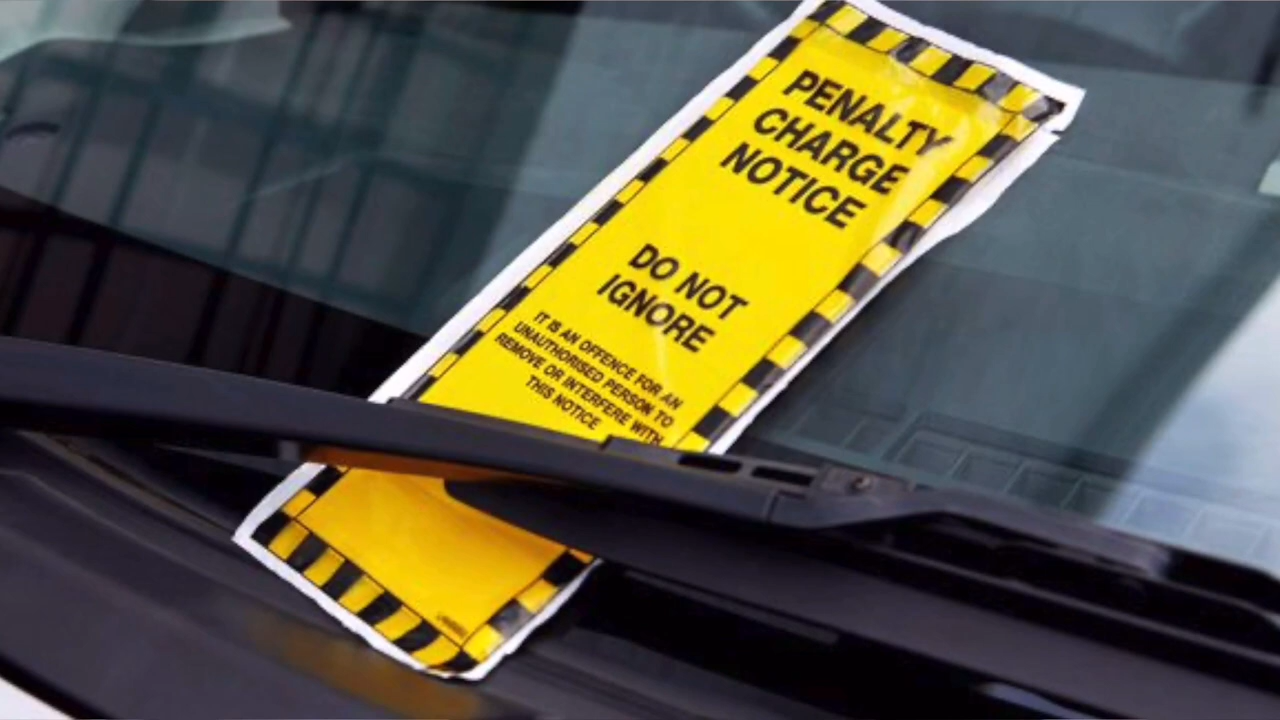 PENALTY
CHARGE
NOTICE
DO NOT
IGNORE
IT IS AN OFFENCE FOR AN
UNAUTHORISED PERSON TO
REMOVE OR INTERFERE WITH
THIS NOTICE